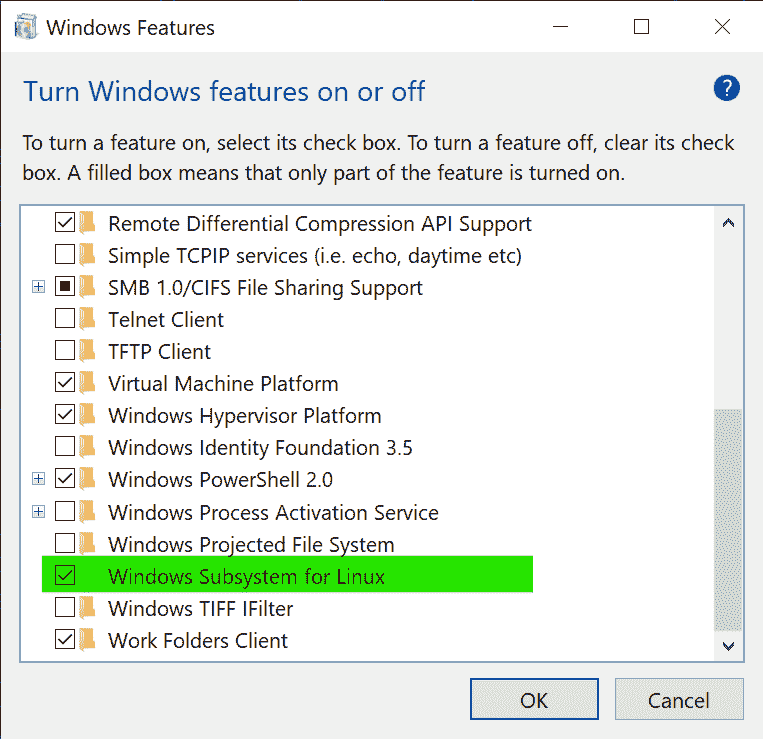 Windows Features
Turn Windows features on or off
?
To turn a feature on, select its check box. To turn a feature off, clear its check
box. A filled box means that only part of the feature is turned on.
Remote Differential Compression API Support
Simple TCPIP services (i.e. echo, daytime etc)
SMB 1.0/CIFS File Sharing Support
Telnet Client
TFTP Client
Virtual Machine Platform
Windows Hypervisor Platform
Windows Identity Foundation 3.5
Windows PowerShell 2.0
Windows Process Activation Service
Windows Projected File System
Windows Subsystem for Linux
Windows TIFF IFilter
Work Folders Client
OK Cancel